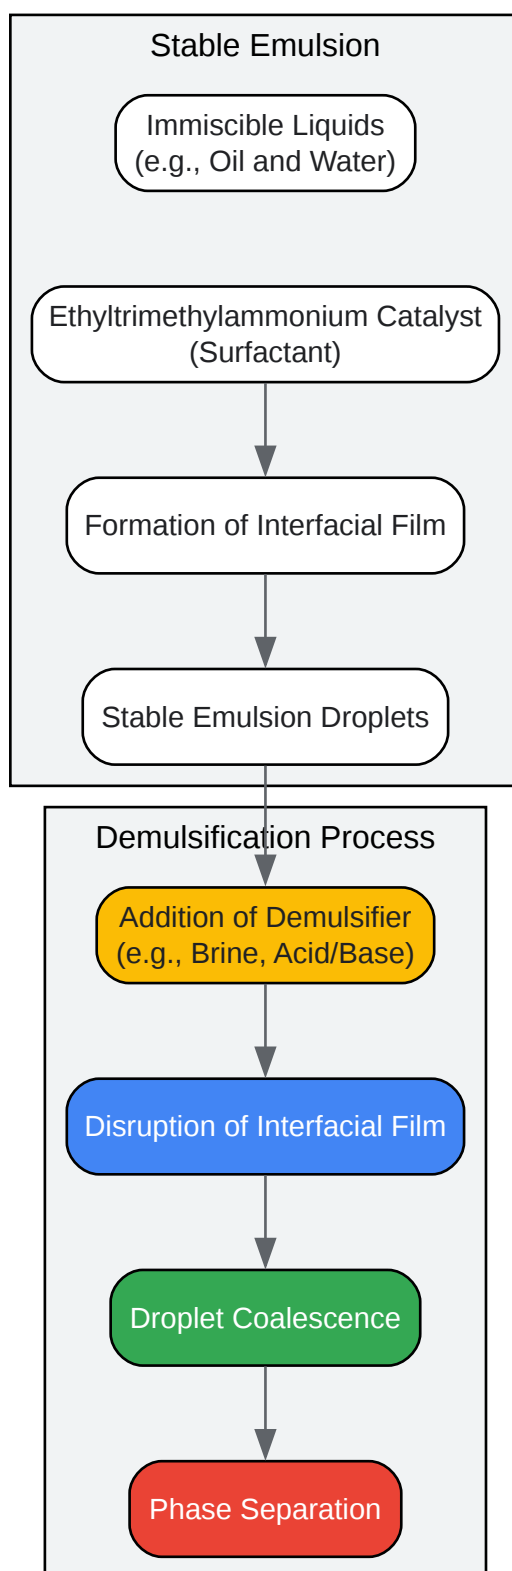 Stable Emulsion
Immiscible Liquids
(e.g., Oil and Water)
Ethyltrimethylammonium Catalyst
(Surfactant)
Formation of Interfacial Film
Stable Emulsion Droplets
Demulsification Process
Addition of Demulsifier
(e.g., Brine, Acid/Base)
Disruption of Interfacial Film
Droplet Coalescence
Phase Separation